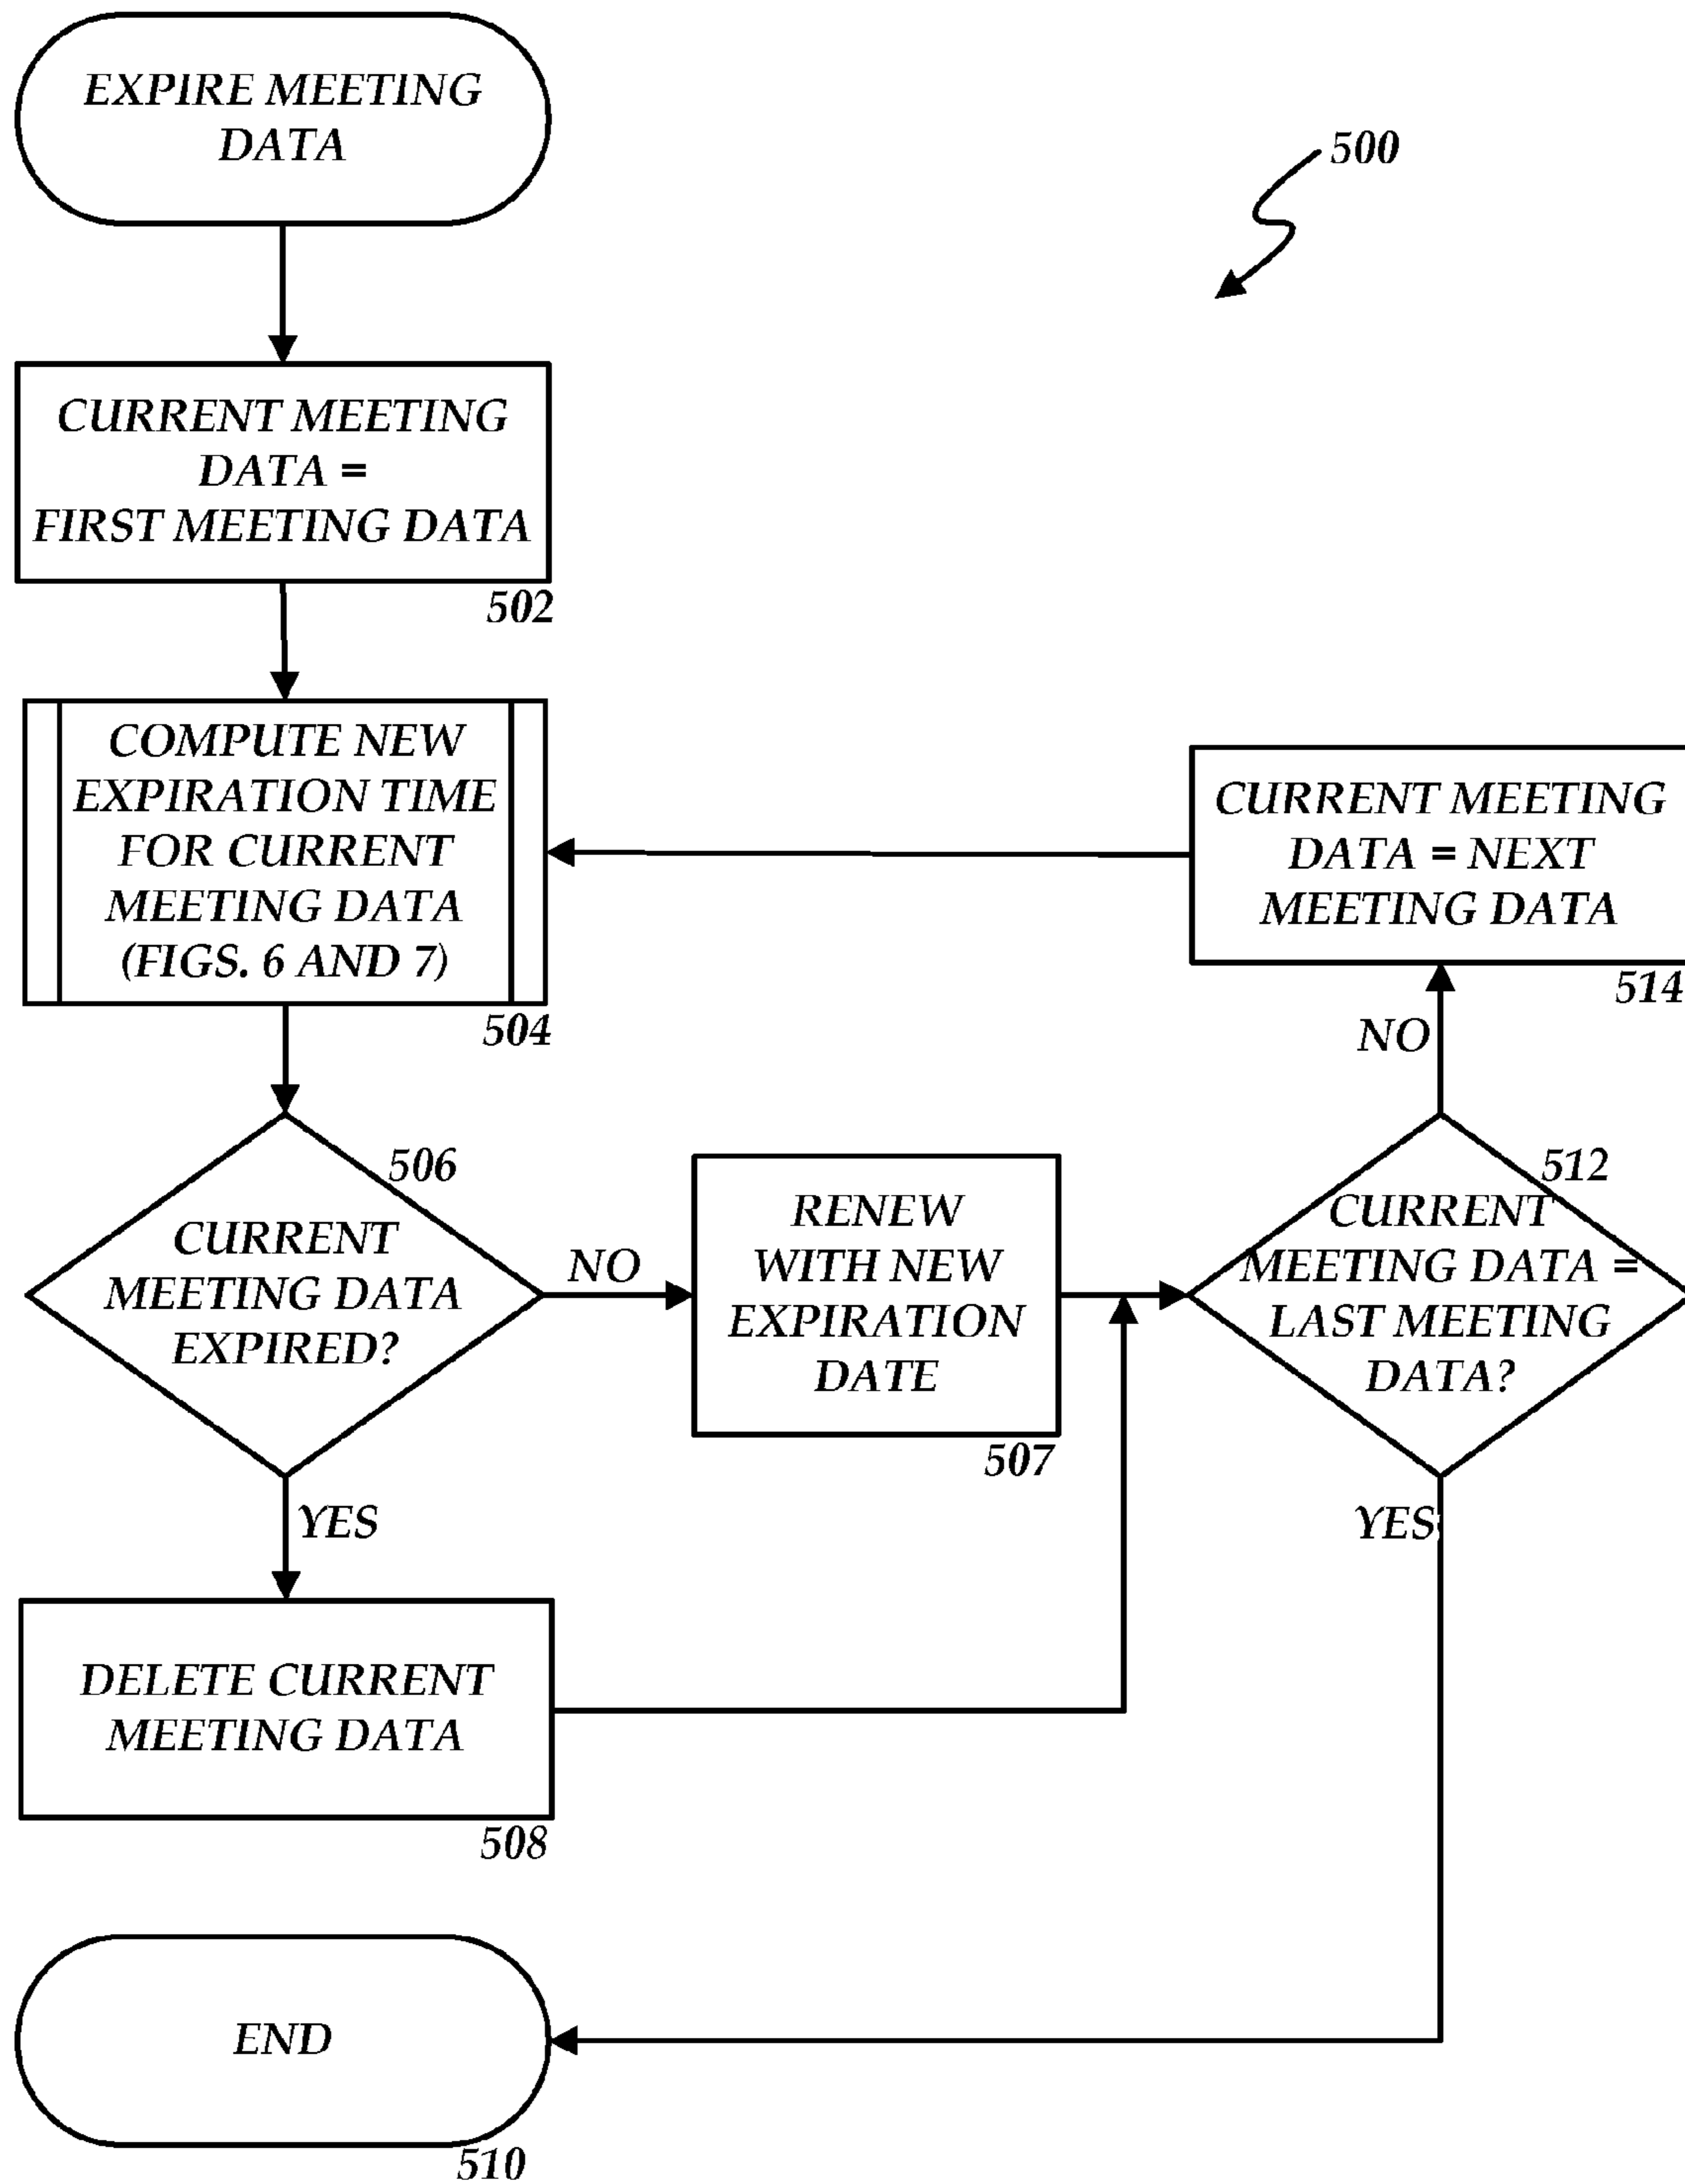 EXPIRE MEETING
DATA
500
CURRENT MEETING
DATA =
FIRST MEETING DATA
502
COMPUTE NEW
EXPIRATION TIME
FOR CURRENT
MEETING DATA
(FIGS. 6 AND 7)
504
CURRENT MEETING
DATA = NEXT
MEETING DATA
514
NO
506
CURRENT
MEETING DATA
EXPIRED?
NO
RENEW
WITH NEW
EXPIRATION
DATE
507
512
CURRENT
MEETING DATA =
LAST MEETING
DATA?
YES
YES
DELETE CURRENT
MEETING DATA
508
END
510